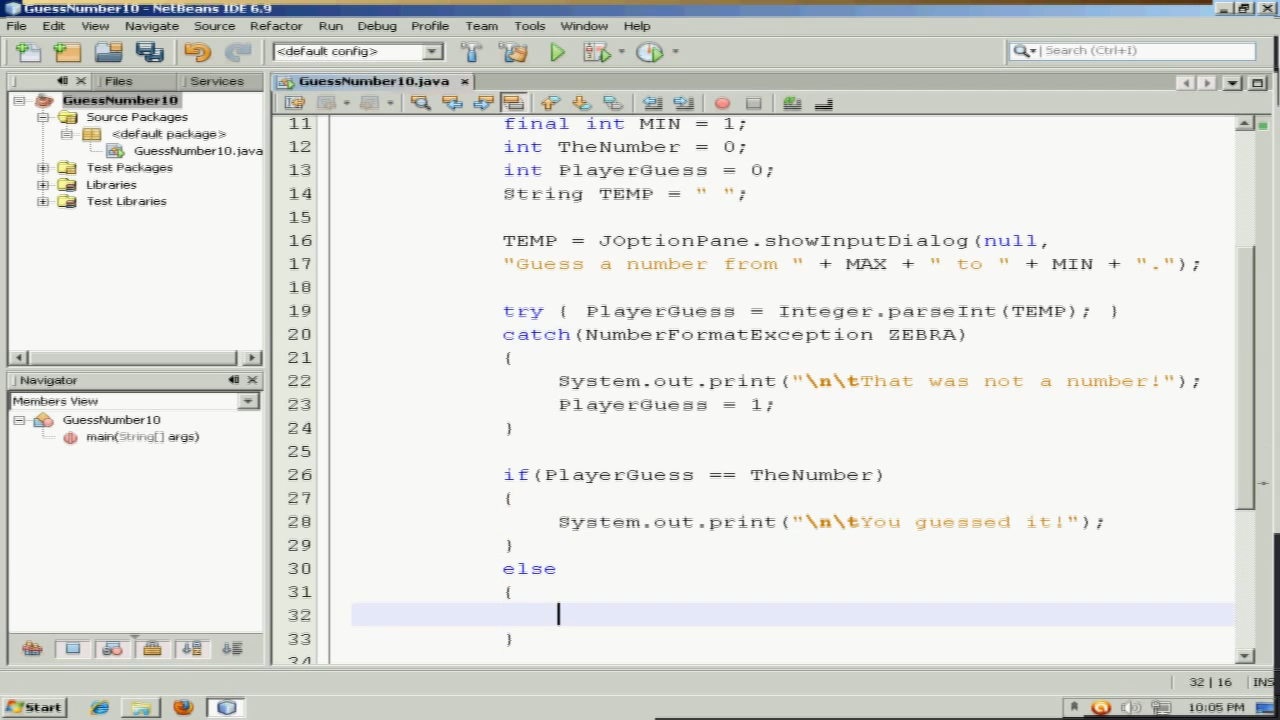 GuessNumber10 - NetBeans IDE 6.9
File Edit View Navigate Source Refactor Run Debug Profile Team Tools Window Help
<default config> Search (Ctrl+I)
Files Services GuessNumber10.java
GuessNumber10
Source Packages
<default package>
GuessNumber10.java
Test Packages
Libraries
Test Libraries
Navigator
Members View
GuessNumber10
main(String[] args)
11 final int MIN = 1;
12 int TheNumber = 0;
13 int PlayerGuess = 0;
14 String TEMP = " ";
15
16 TEMP = JOptionPane.showInputDialog(null,
17 "Guess a number from " + MAX + " to " + MIN + ".");
18
19 try { PlayerGuess = Integer.parseInt(TEMP); }
20 catch(NumberFormatException ZEBRA)
21 {
22 System.out.print("\n\tThat was not a number!");
23 PlayerGuess = 1;
24 }
25
26 if(PlayerGuess == TheNumber)
27 {
28 System.out.print("\n\tYou guessed it!");
29 }
30 else
31 {
32
33 }
34
32 | 16 INS
Start 10:05 PM